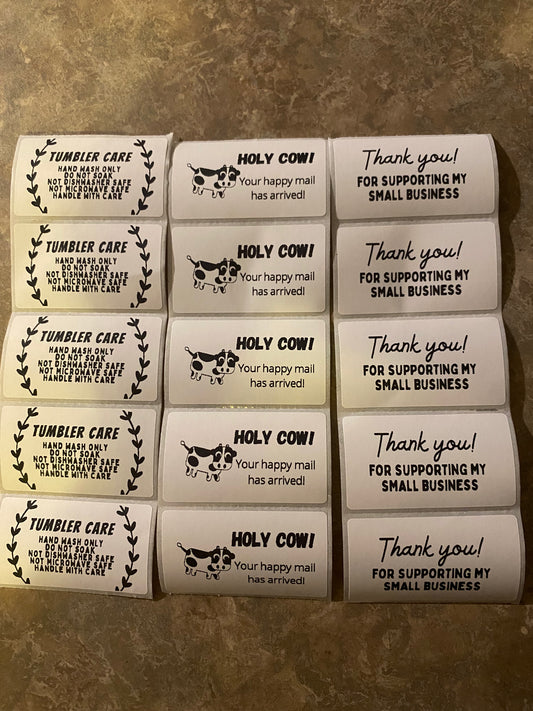 TUMBLER CARE
HAND WASH ONLY
DO NOT SOAK
NOT DISHWASHER SAFE
NOT MICROWAVE SAFE
HANDLE WITH CARE
TUMBLER CARE
HAND WASH ONLY
DO NOT SOAK
NOT DISHWASHER SAFE
NOT MICROWAVE SAFE
HANDLE WITH CARE
TUMBLER CARE
HAND WASH ONLY
DO NOT SOAK
NOT DISHWASHER SAFE
NOT MICROWAVE SAFE
HANDLE WITH CARE
TUMBLER CARE
HAND WASH ONLY
DO NOT SOAK
NOT DISHWASHER SAFE
NOT MICROWAVE SAFE
HANDLE WITH CARE
TUMBLER CARE
HAND WASH ONLY
DO NOT SOAK
NOT DISHWASHER SAFE
NOT MICROWAVE SAFE
HANDLE WITH CARE
HOLY COW!
Your happy mail
has arrived!
HOLY COW!
Your happy mail
has arrived!
HOLY COW!
Your happy mail
has arrived!
HOLY COW!
Your happy mail
has arrived!
HOLY COW!
Your happy mail
has arrived!
Thank you!
FOR SUPPORTING MY
SMALL BUSINESS
Thank you!
FOR SUPPORTING MY
SMALL BUSINESS
Thank you!
FOR SUPPORTING MY
SMALL BUSINESS
Thank you!
FOR SUPPORTING MY
SMALL BUSINESS
Thank you!
FOR SUPPORTING MY
SMALL BUSINESS